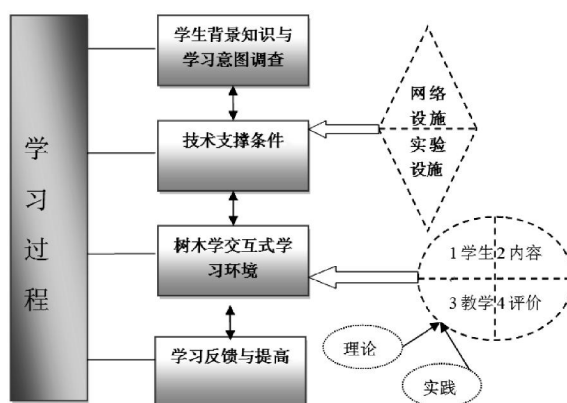 学习过程
学生背景知识与
学习意图调查
技术支撑条件
树木学交互式学
习环境
学习反馈与提高
网络
设施
实验
设施
1学生2内容
3教学4评价
理论
实践